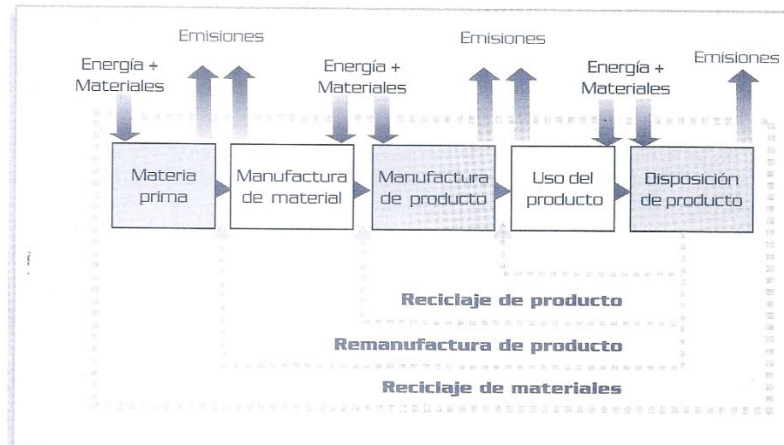 Emisiones
Emisiones
Emisiones
Energía +
Materiales
Energía +
Materiales
Energía +
Materiales
Materia
prima
Manufactura
de material
Manufactura
de producto
Uso del
producto
Disposición
de producto
Reciclaje de producto
Remanufactura de producto
Reciclaje de materiales